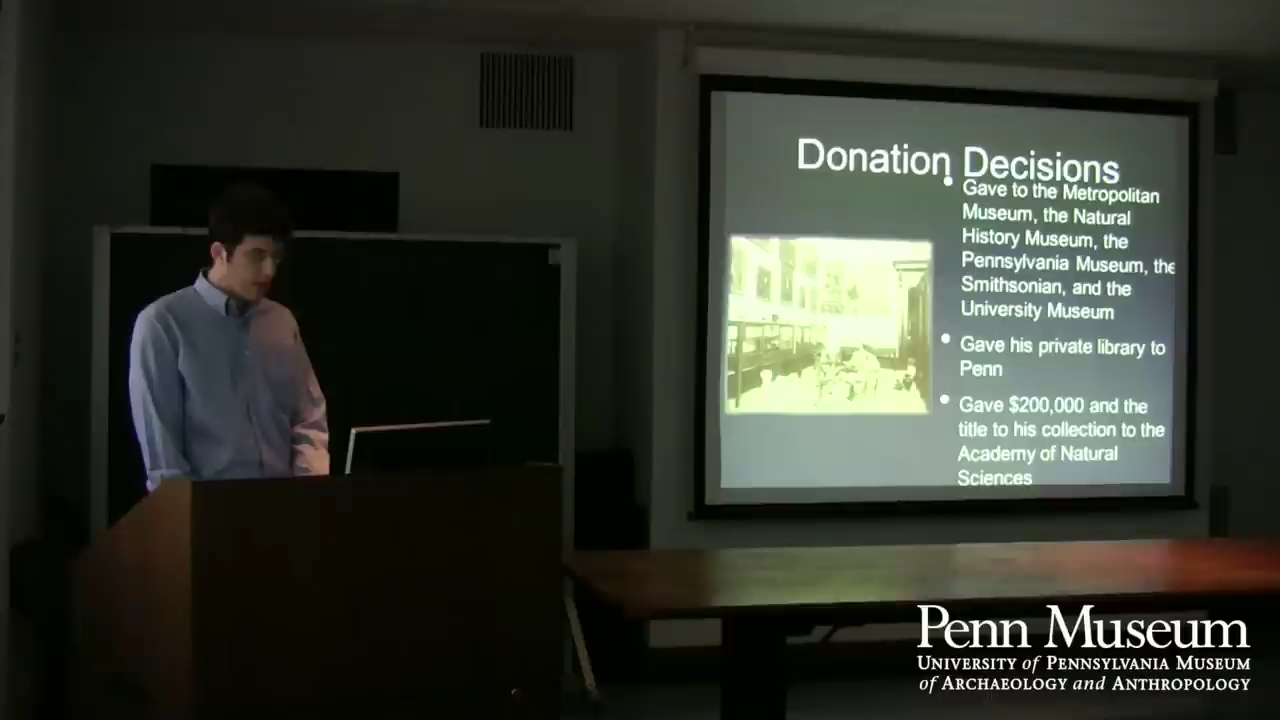 Donation Decisions
• Gave to the Metropolitan
Museum, the Natural
History Museum, the
Pennsylvania Museum, the
Smithsonian, and the
University Museum
• Gave his private library to
Penn
• Gave $200,000 and the
title to his collection to the
Academy of Natural
Sciences
Penn Museum
UNIVERSITY of PENNSYLVANIA MUSEUM
of ARCHAEOLOGY and ANTHROPOLOGY